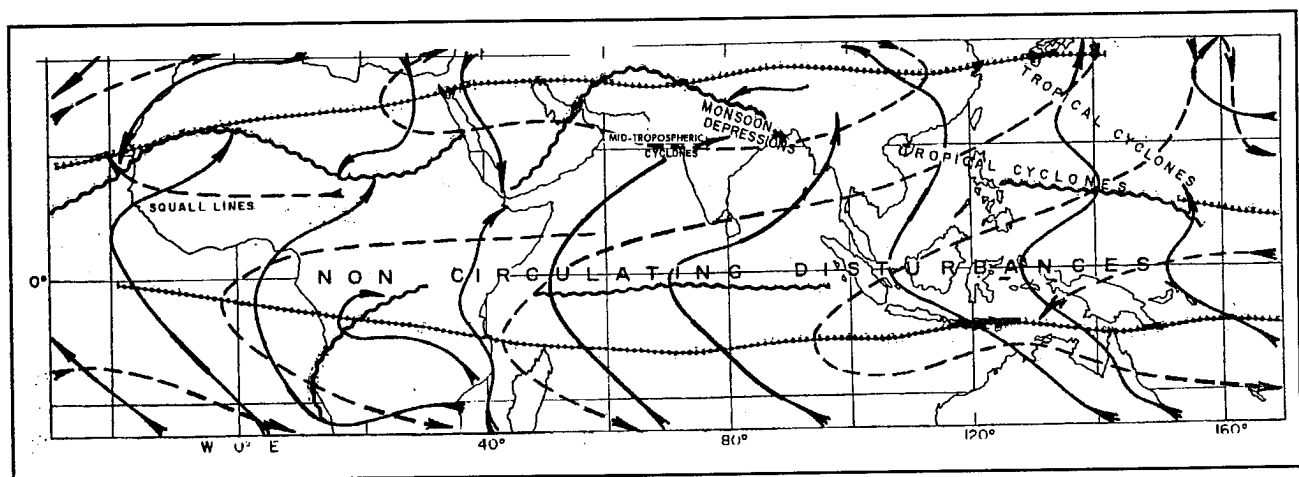 TROPICAL CYCLONES
MONSOON
DEPRESSIONS
MID-TROPOSPHERIC
CYCLONES
TROPICAL CYCLONES
SQUALL LINES
0°
NON CIRCULATING DISTURBANCES
W 0° E
40°
80°
120°
160°